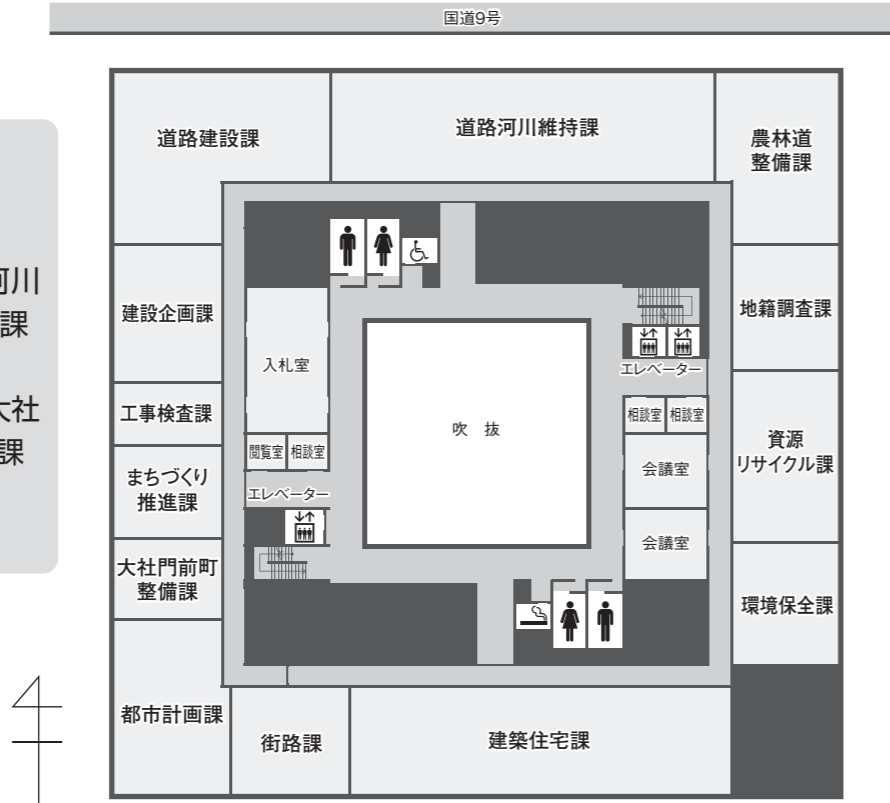 国道9号
道路建設課
道路河川維持課
農林道
整備課
河川
課
大社
課
建設企画課
地籍調査課
入札室
エレベーター
工事検査課
相談室
相談室
吹 抜
資源
リサイクル課
閲覧室
相談室
会議室
まちづくり
推進課
エレベーター
会議室
大社門前町
整備課
環境保全課
都市計画課
街路課
建築住宅課